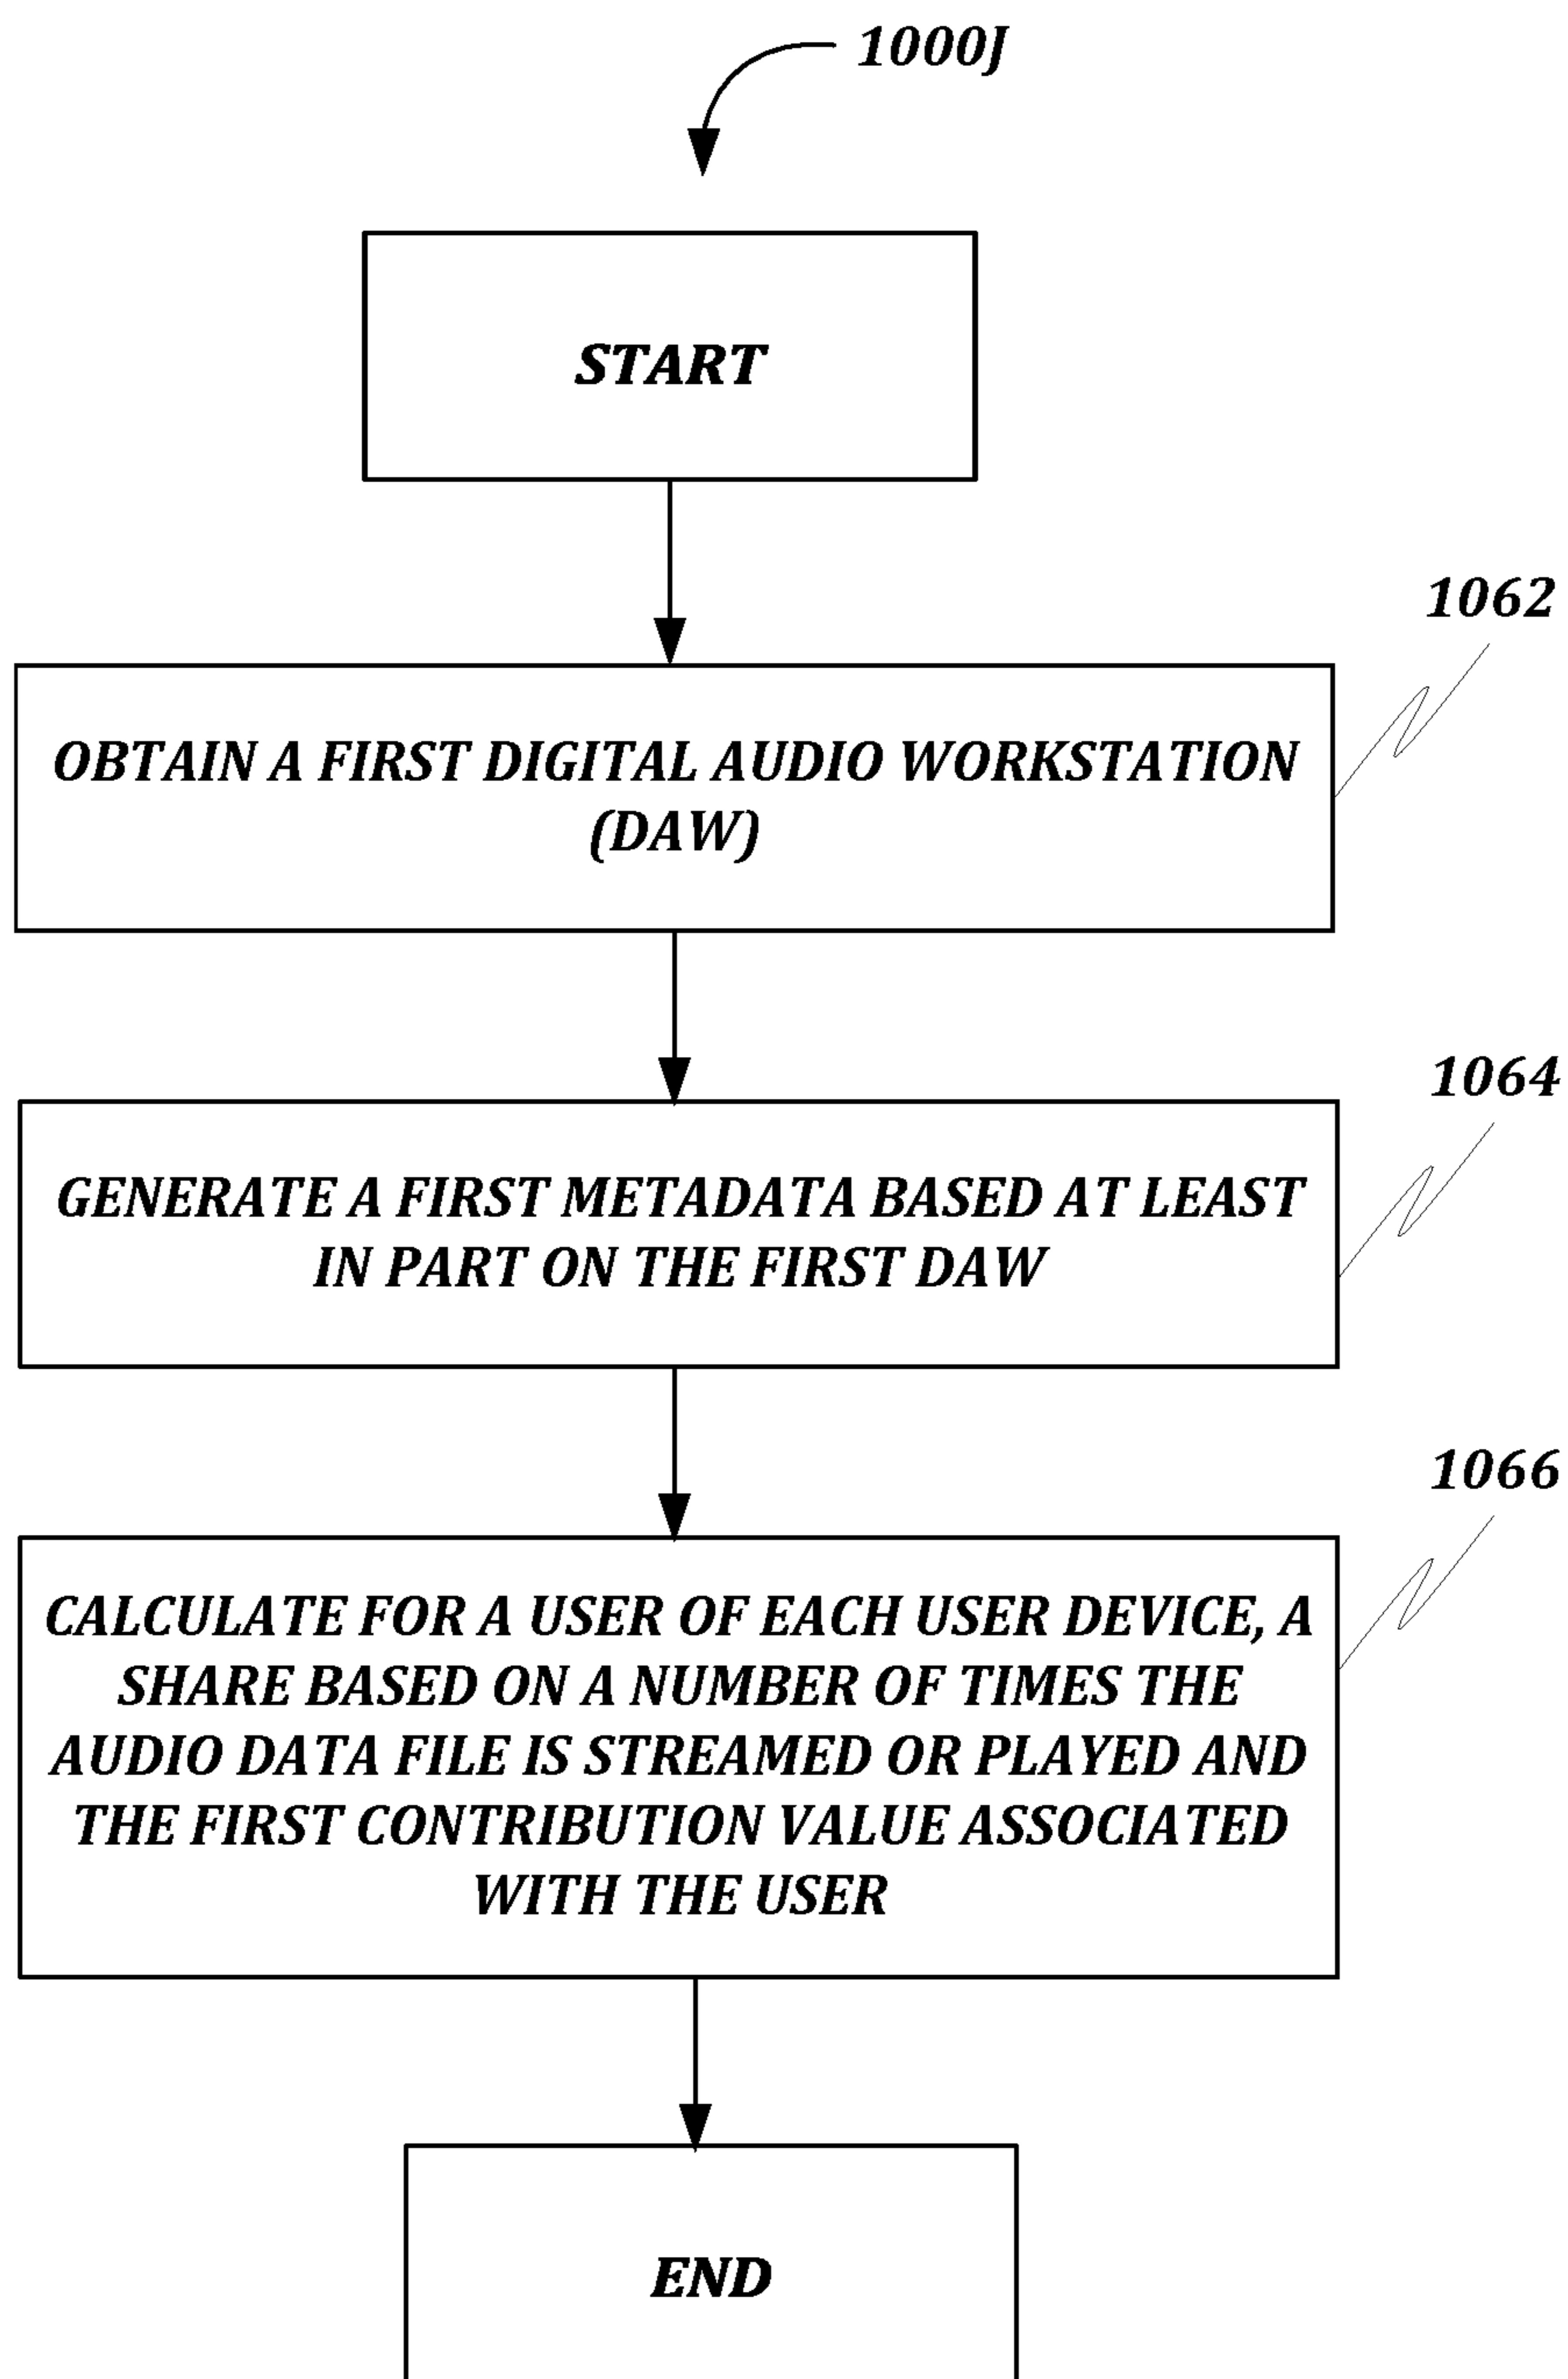 1000J
START
1062
OBTAIN A FIRST DIGITAL AUDIO WORKSTATION
(DAW)
1064
GENERATE A FIRST METADATA BASED AT LEAST
IN PART ON THE FIRST DAW
1066
CALCULATE FOR A USER OF EACH USER DEVICE, A
SHARE BASED ON A NUMBER OF TIMES THE
AUDIO DATA FILE IS STREAMED OR PLAYED AND
THE FIRST CONTRIBUTION VALUE ASSOCIATED
WITH THE USER
END